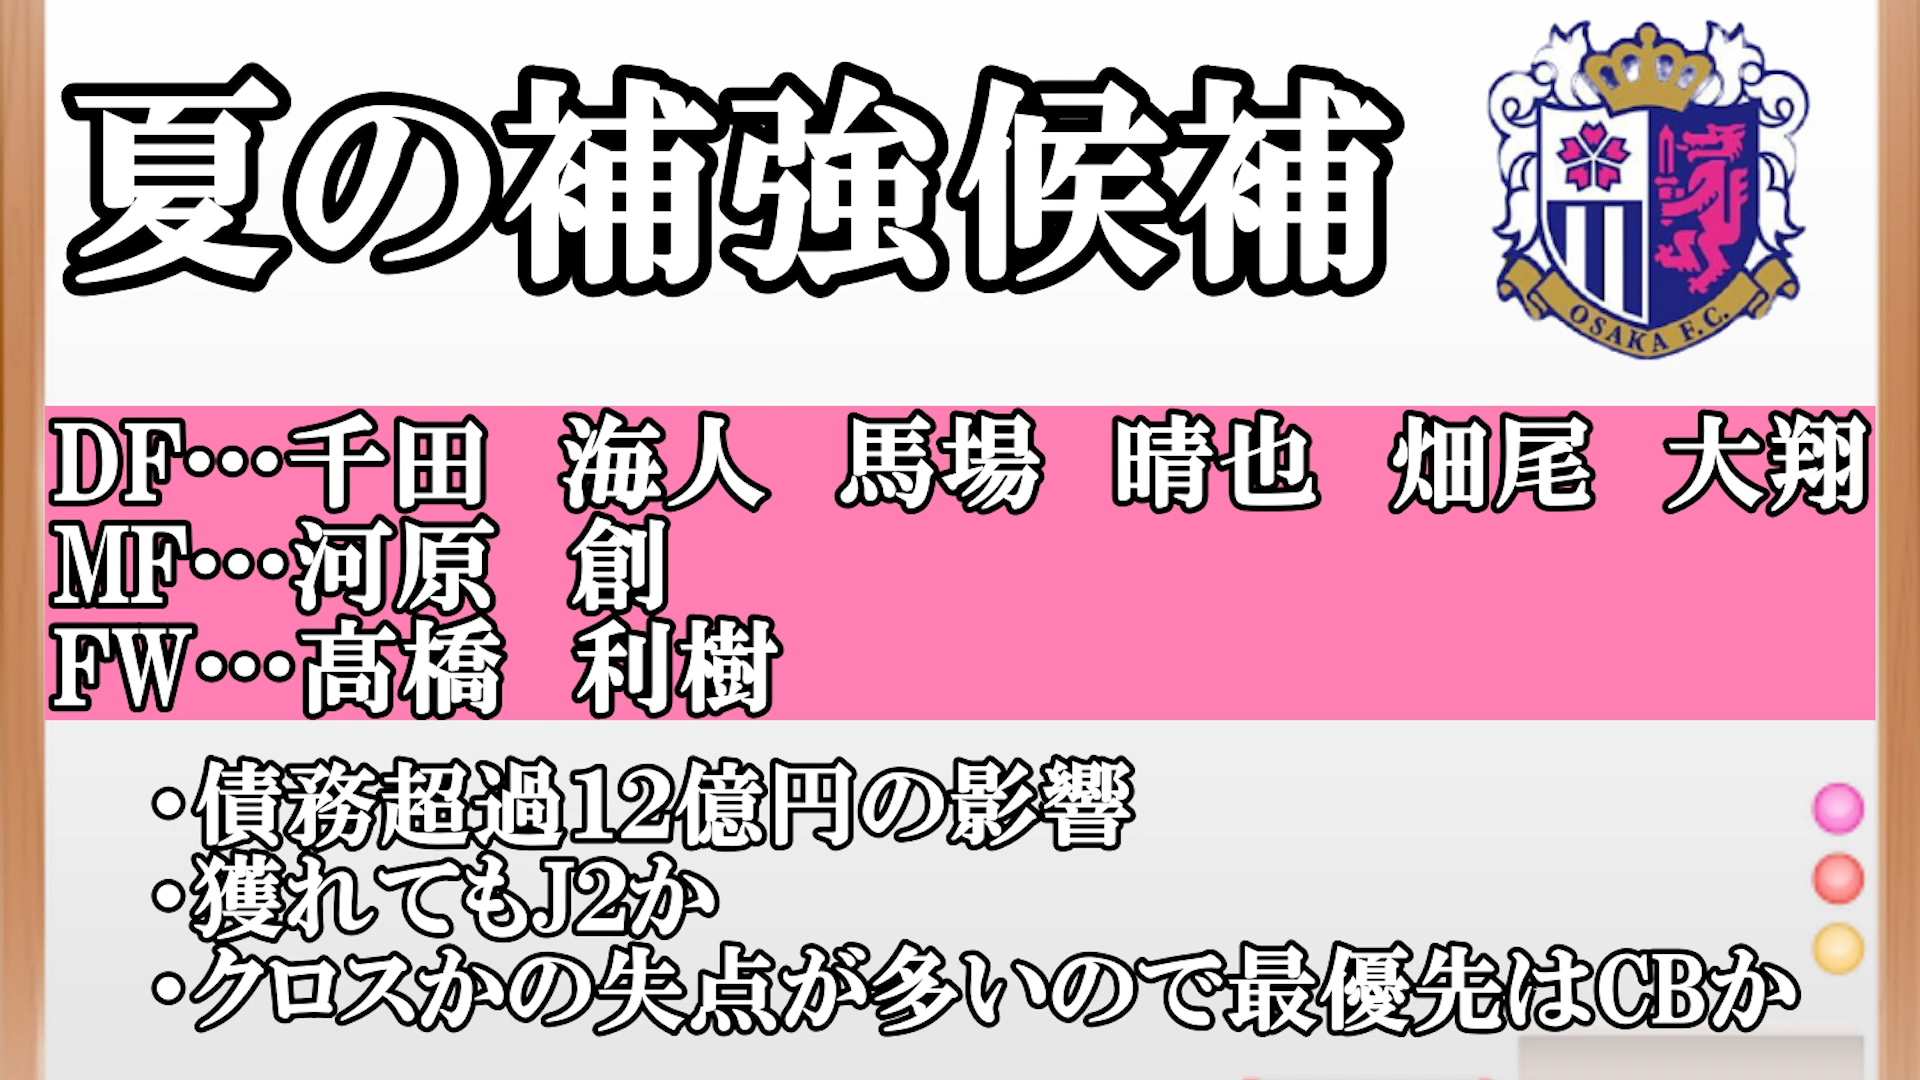 夏の補強候補
OSAKA F.C.
DF…千田 海人 馬場 晴也 畑尾 大翔
MF…河原 創
FW…髙橋 利樹
・債務超過12億円の影響
・獲れてもJ2か
・クロスかの失点が多いので最優先はCBか